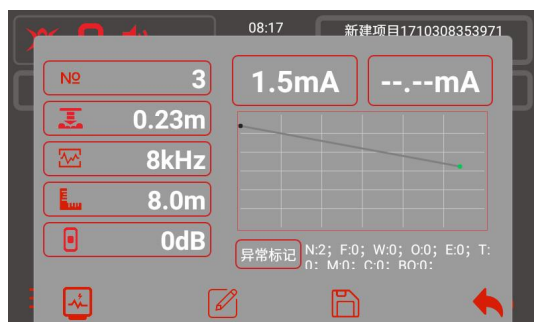 08:17
新建项目1710308353971
Nº 3
1.5mA
--.--mA
0.23m
8kHz
8.0m
0dB
异常标记
N:2; F:0; W:0; O:0; E:0; T:
0; M:0; C:0; BO:0;